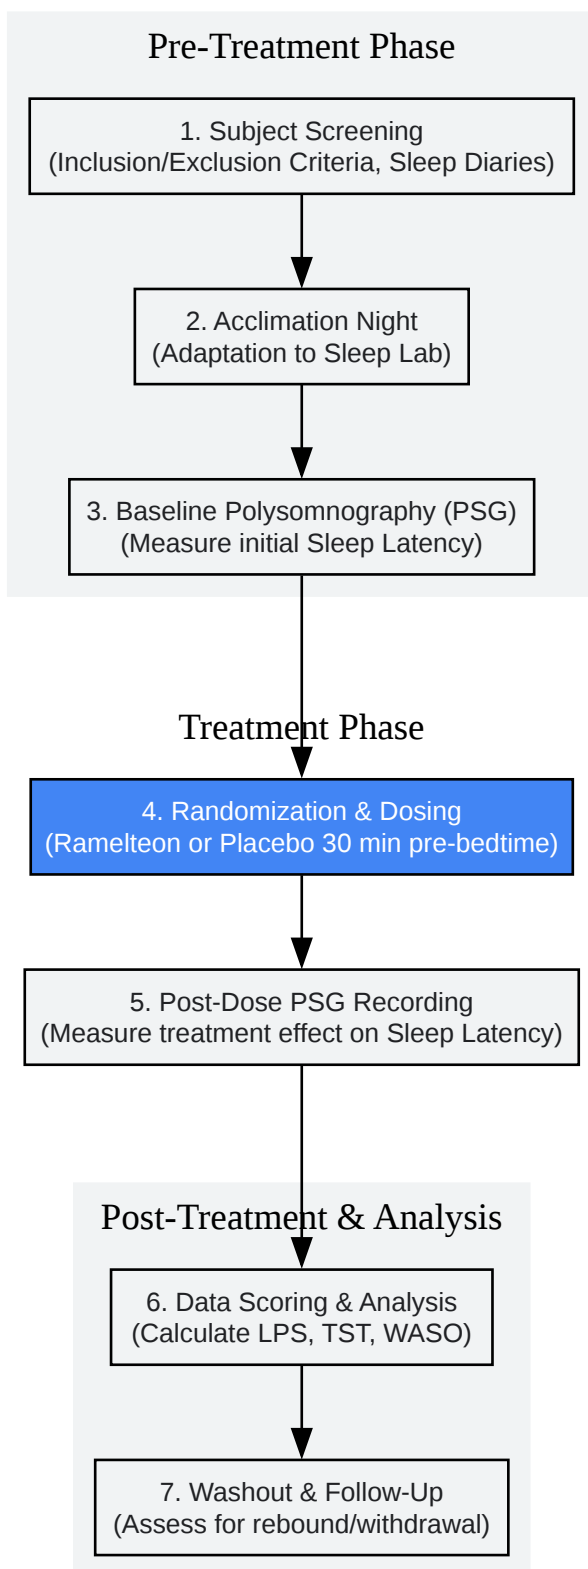 Pre-Treatment Phase
1. Subject Screening
(Inclusion/Exclusion Criteria, Sleep Diaries)
2. Acclimation Night
(Adaptation to Sleep Lab)
3. Baseline Polysomnography (PSG)
(Measure initial Sleep Latency)
Treatment Phase
4. Randomization & Dosing
(Ramelteon or Placebo 30 min pre-bedtime)
5. Post-Dose PSG Recording
(Measure treatment effect on Sleep Latency)
Post-Treatment & Analysis
6. Data Scoring & Analysis
(Calculate LPS, TST, WASO)
7. Washout & Follow-Up
(Assess for rebound/withdrawal)